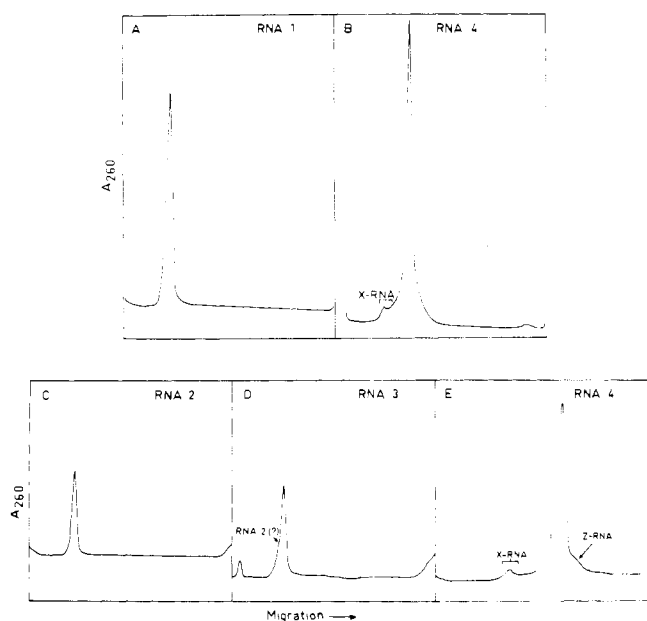 A
RNA 1
B
RNA 4
A260
X-RNA
C
RNA 2
D
RNA 3
E
RNA 4
A260
RNA 2 (?)
X-RNA
Z-RNA
Migration